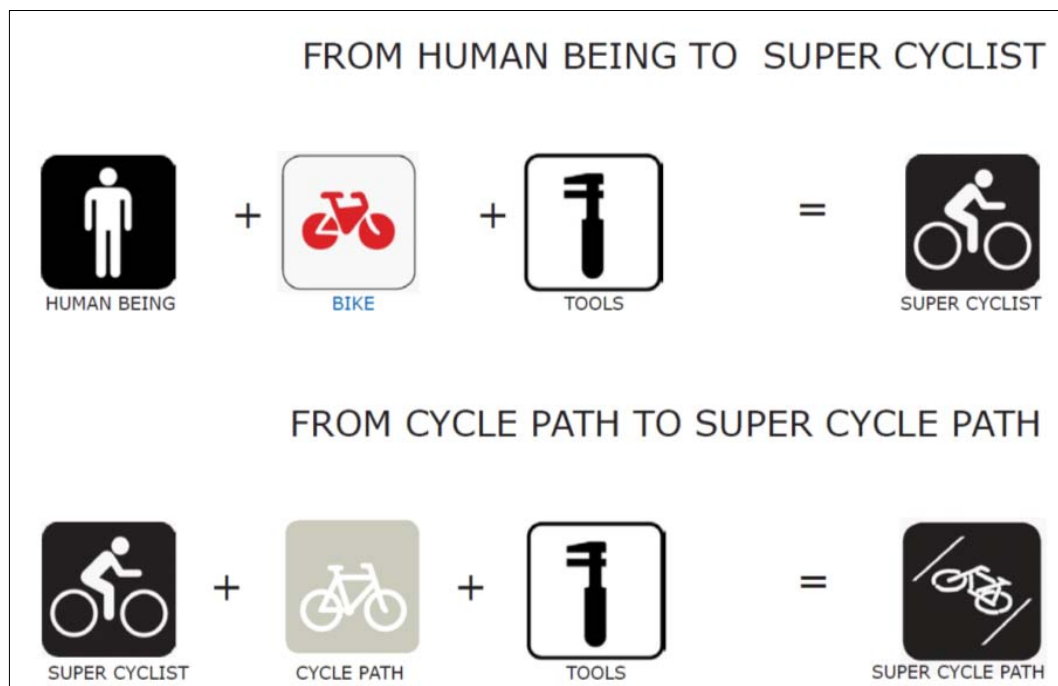 FROM HUMAN BEING TO SUPER CYCLIST
+ + =
HUMAN BEING BIKE TOOLS SUPER CYCLIST
FROM CYCLE PATH TO SUPER CYCLE PATH
+ + =
SUPER CYCLIST CYCLE PATH TOOLS SUPER CYCLE PATH